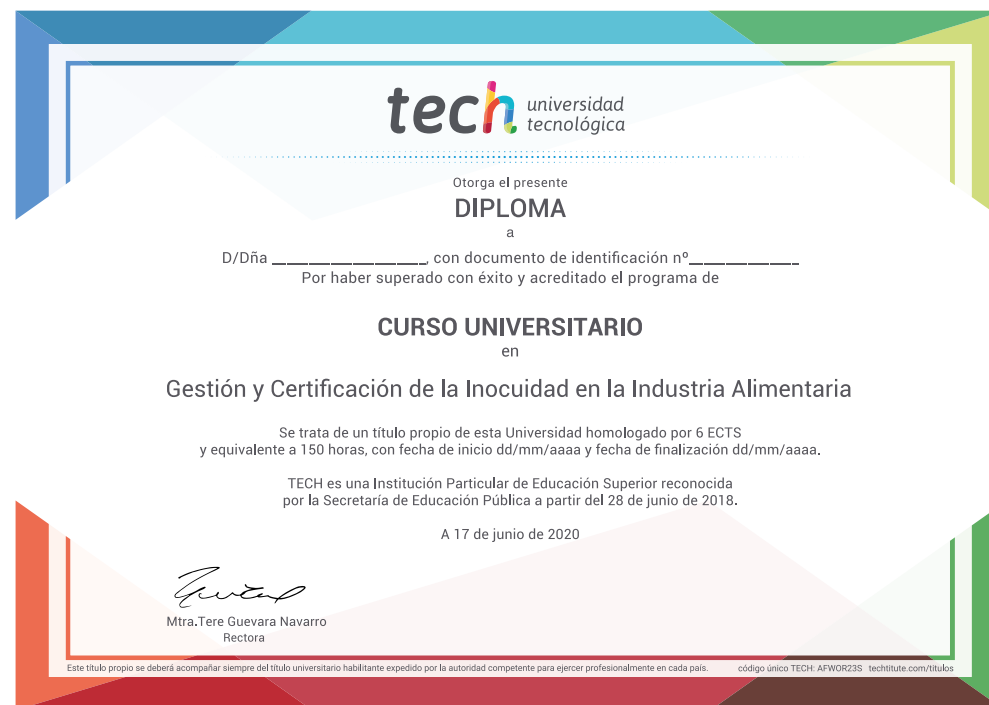 tech universidad
tecnológica
Otorga el presente
DIPLOMA
a
D/Dña ____________________, con documento de identificación nº______________
Por haber superado con éxito y acreditado el programa de
CURSO UNIVERSITARIO
en
Gestión y Certificación de la Inocuidad en la Industria Alimentaria
Se trata de un título propio de esta Universidad homologado por 6 ECTS
y equivalente a 150 horas, con fecha de inicio dd/mm/aaaa y fecha de finalización dd/mm/aaaa.
TECH es una Institución Particular de Educación Superior reconocida
por la Secretaría de Educación Pública a partir del 28 de junio de 2018.
A 17 de junio de 2020
Mtra.Tere Guevara Navarro
Rectora
Este título propio se deberá acompañar siempre del título universitario habilitante expedido por la autoridad competente para ejercer profesionalmente en cada país. código único TECH: AFWOR23S techtitute.com/titulos